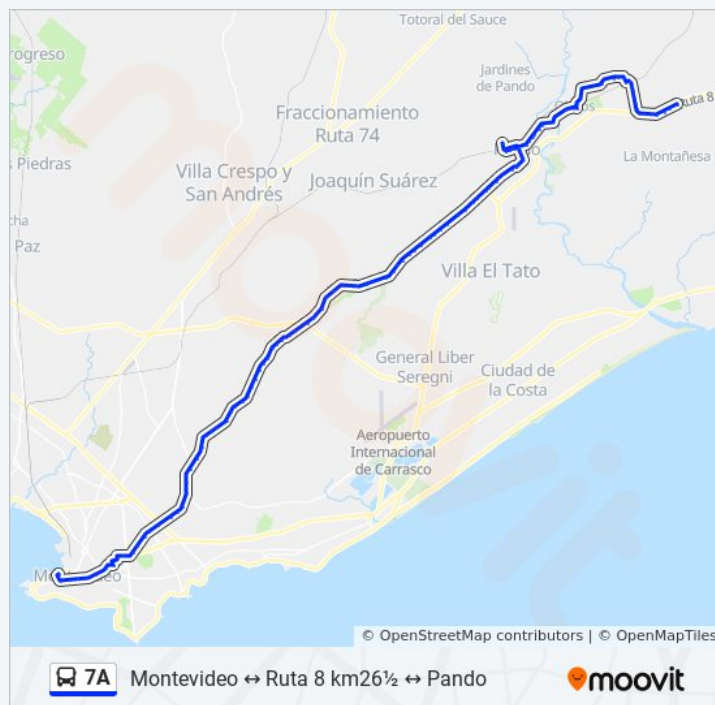 Totoral del Sauce
rogreso
Jardines
de Pando
Fraccionamiento
Ruta 74
Ruta 8
Piedras
La Montañesa
Villa Crespo y
San Andrés
Joaquín Suárez
Paz
Villa El Tato
General Liber
Seregni
Ciudad de
la Costa
Aeropuerto
Internacional
de Carrasco
moovit
© OpenStreetMap contributors | © OpenMapTiles
7A
Montevideo ↔ Ruta 8 km26½ ↔ Pando
moovit